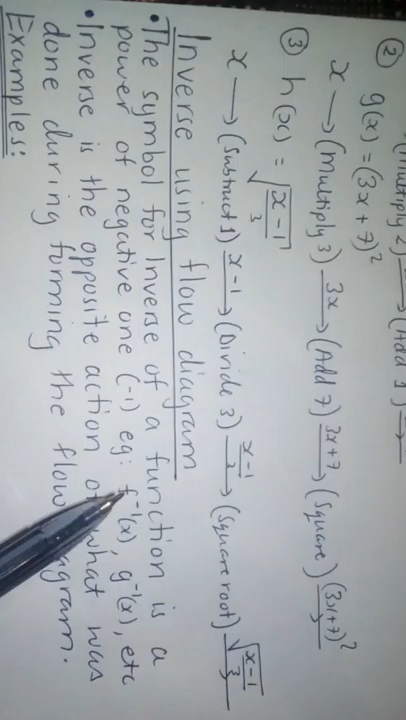 (Multiply 2) → (Add 1) →
② g(x) = (3x + 7)²
x → (Multiply 3) 3x → (Add 7) 3x+7 → (Square) (3x+7)² →
③ h(x) = √(x − 1)/3
x → (Subtract 1) x−1 → (Divide 3) (x−1)/3 → (Square root) √((x−1)/3) →
Inverse using flow diagram
• The symbol for Inverse of a function is a
power of negative one (-1) eg: f⁻¹(x), g⁻¹(x), etc
• Inverse is the opposite action of what was
done during forming the flow diagram.
Examples: